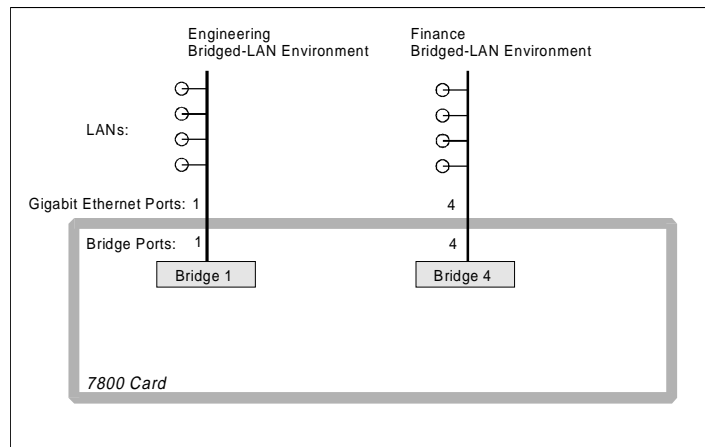 Engineering
Bridged-LAN Environment
Finance
Bridged-LAN Environment
LANs:
Gigabit Ethernet Ports: 1
4
Bridge Ports: 1
4
Bridge 1
Bridge 4
7800 Card